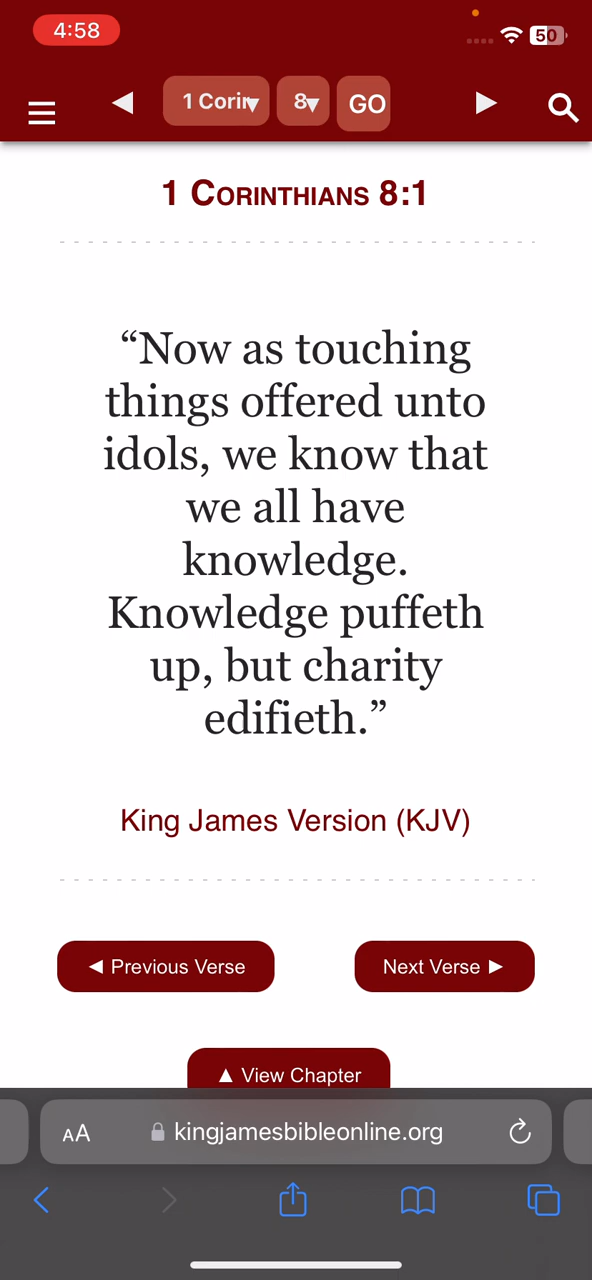 4:58
50
1 Corin
8
GO
1 Corinthians 8:1
“Now as touching
things offered unto
idols, we know that
we all have
knowledge.
Knowledge puffeth
up, but charity
edifieth.”
King James Version (KJV)
◄ Previous Verse
Next Verse ►
▲ View Chapter
AA
kingjamesbibleonline.org